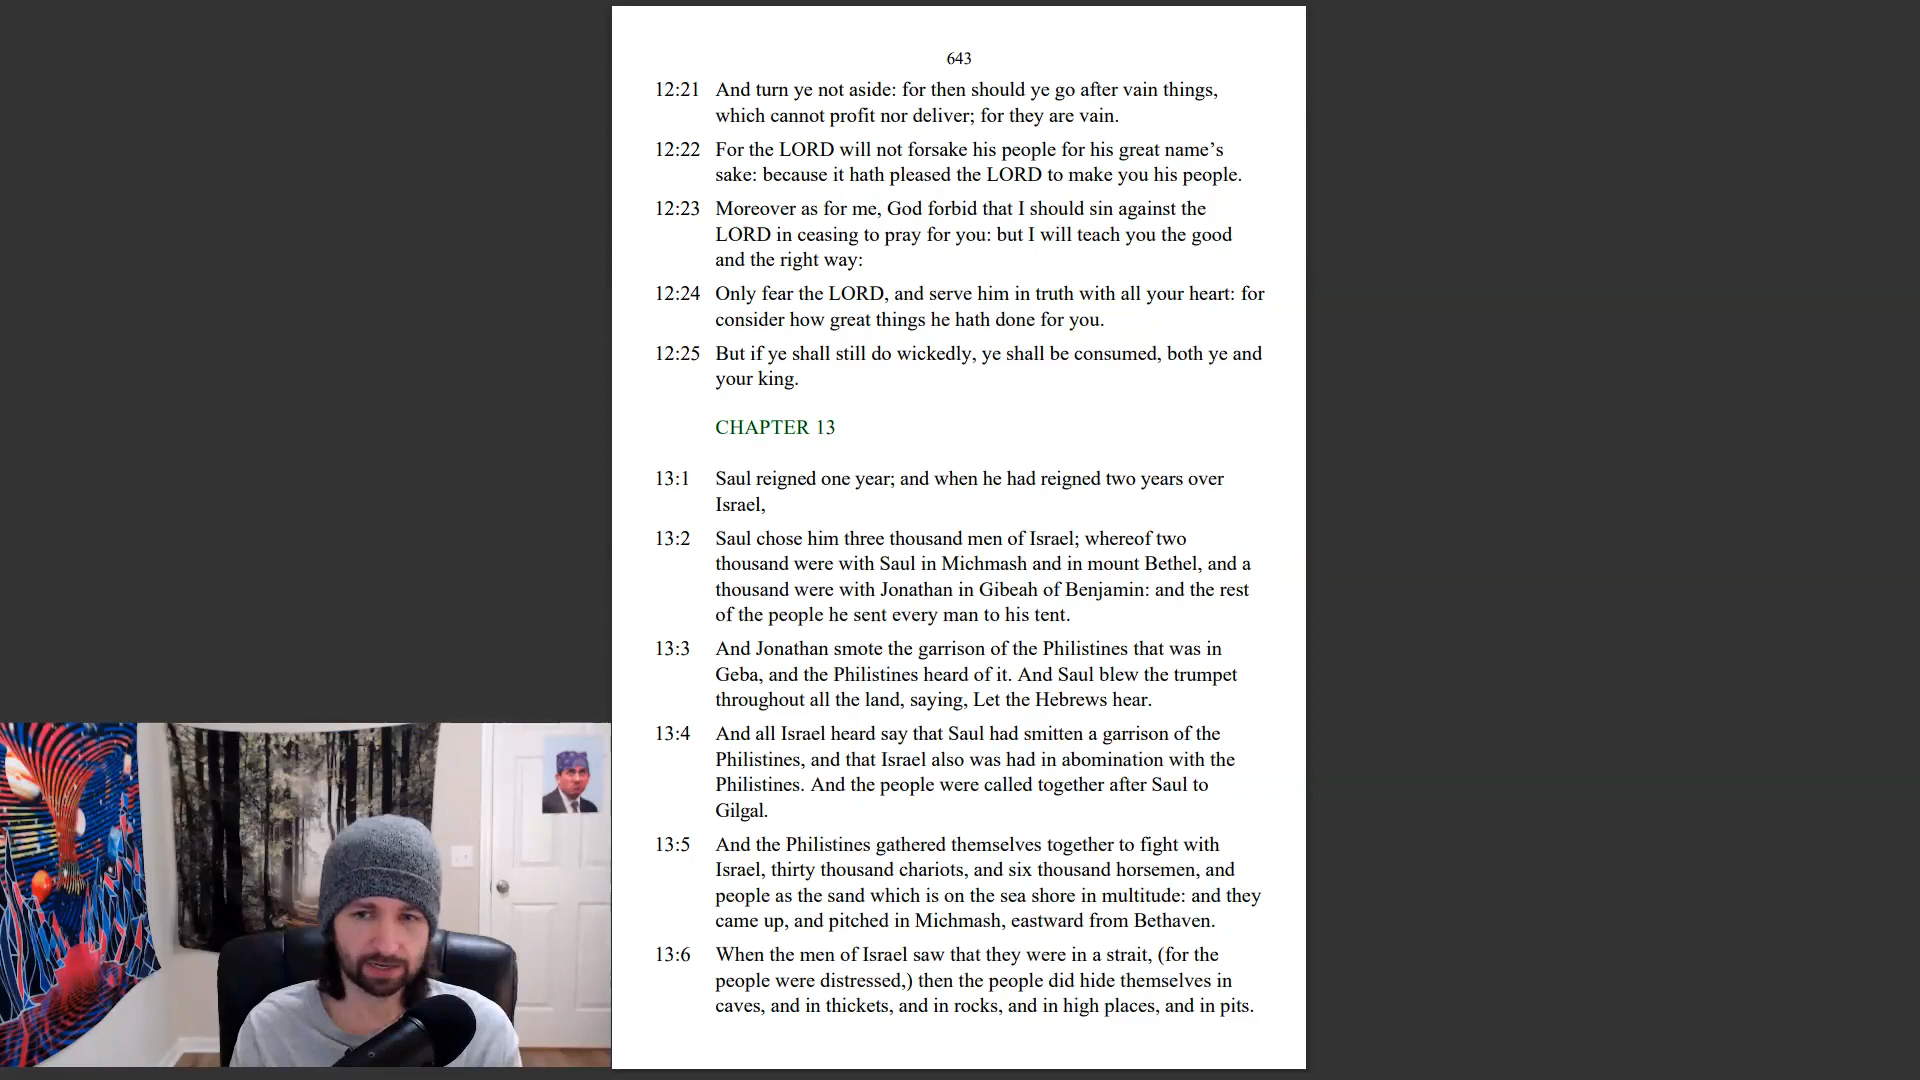 643
12:21 And turn ye not aside: for then should ye go after vain things,
which cannot profit nor deliver; for they are vain.
12:22 For the LORD will not forsake his people for his great name’s
sake: because it hath pleased the LORD to make you his people.
12:23 Moreover as for me, God forbid that I should sin against the
LORD in ceasing to pray for you: but I will teach you the good
and the right way:
12:24 Only fear the LORD, and serve him in truth with all your heart: for
consider how great things he hath done for you.
12:25 But if ye shall still do wickedly, ye shall be consumed, both ye and
your king.
CHAPTER 13
13:1 Saul reigned one year; and when he had reigned two years over
Israel,
13:2 Saul chose him three thousand men of Israel; whereof two
thousand were with Saul in Michmash and in mount Bethel, and a
thousand were with Jonathan in Gibeah of Benjamin: and the rest
of the people he sent every man to his tent.
13:3 And Jonathan smote the garrison of the Philistines that was in
Geba, and the Philistines heard of it. And Saul blew the trumpet
throughout all the land, saying, Let the Hebrews hear.
13:4 And all Israel heard say that Saul had smitten a garrison of the
Philistines, and that Israel also was had in abomination with the
Philistines. And the people were called together after Saul to
Gilgal.
13:5 And the Philistines gathered themselves together to fight with
Israel, thirty thousand chariots, and six thousand horsemen, and
people as the sand which is on the sea shore in multitude: and they
came up, and pitched in Michmash, eastward from Bethaven.
13:6 When the men of Israel saw that they were in a strait, (for the
people were distressed,) then the people did hide themselves in
caves, and in thickets, and in rocks, and in high places, and in pits.